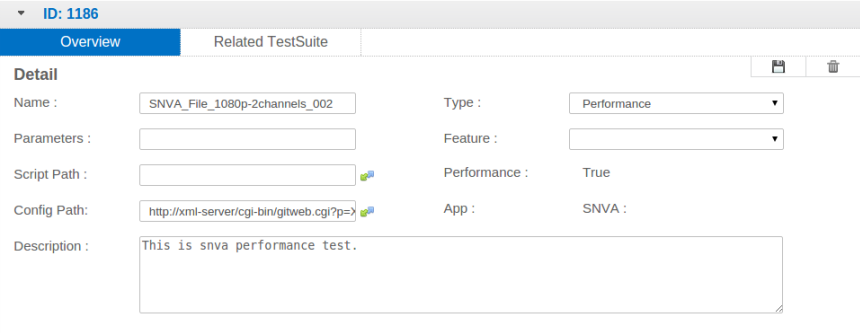 ID: 1186
Overview Related TestSuite
Detail
Name : SNVA_File_1080p-2channels_002 Type : Performance
Parameters : Feature :
Script Path : Performance : True
Config Path: http://xml-server/cgi-bin/gitweb.cgi?p=X App : SNVA :
Description : This is snva performance test.